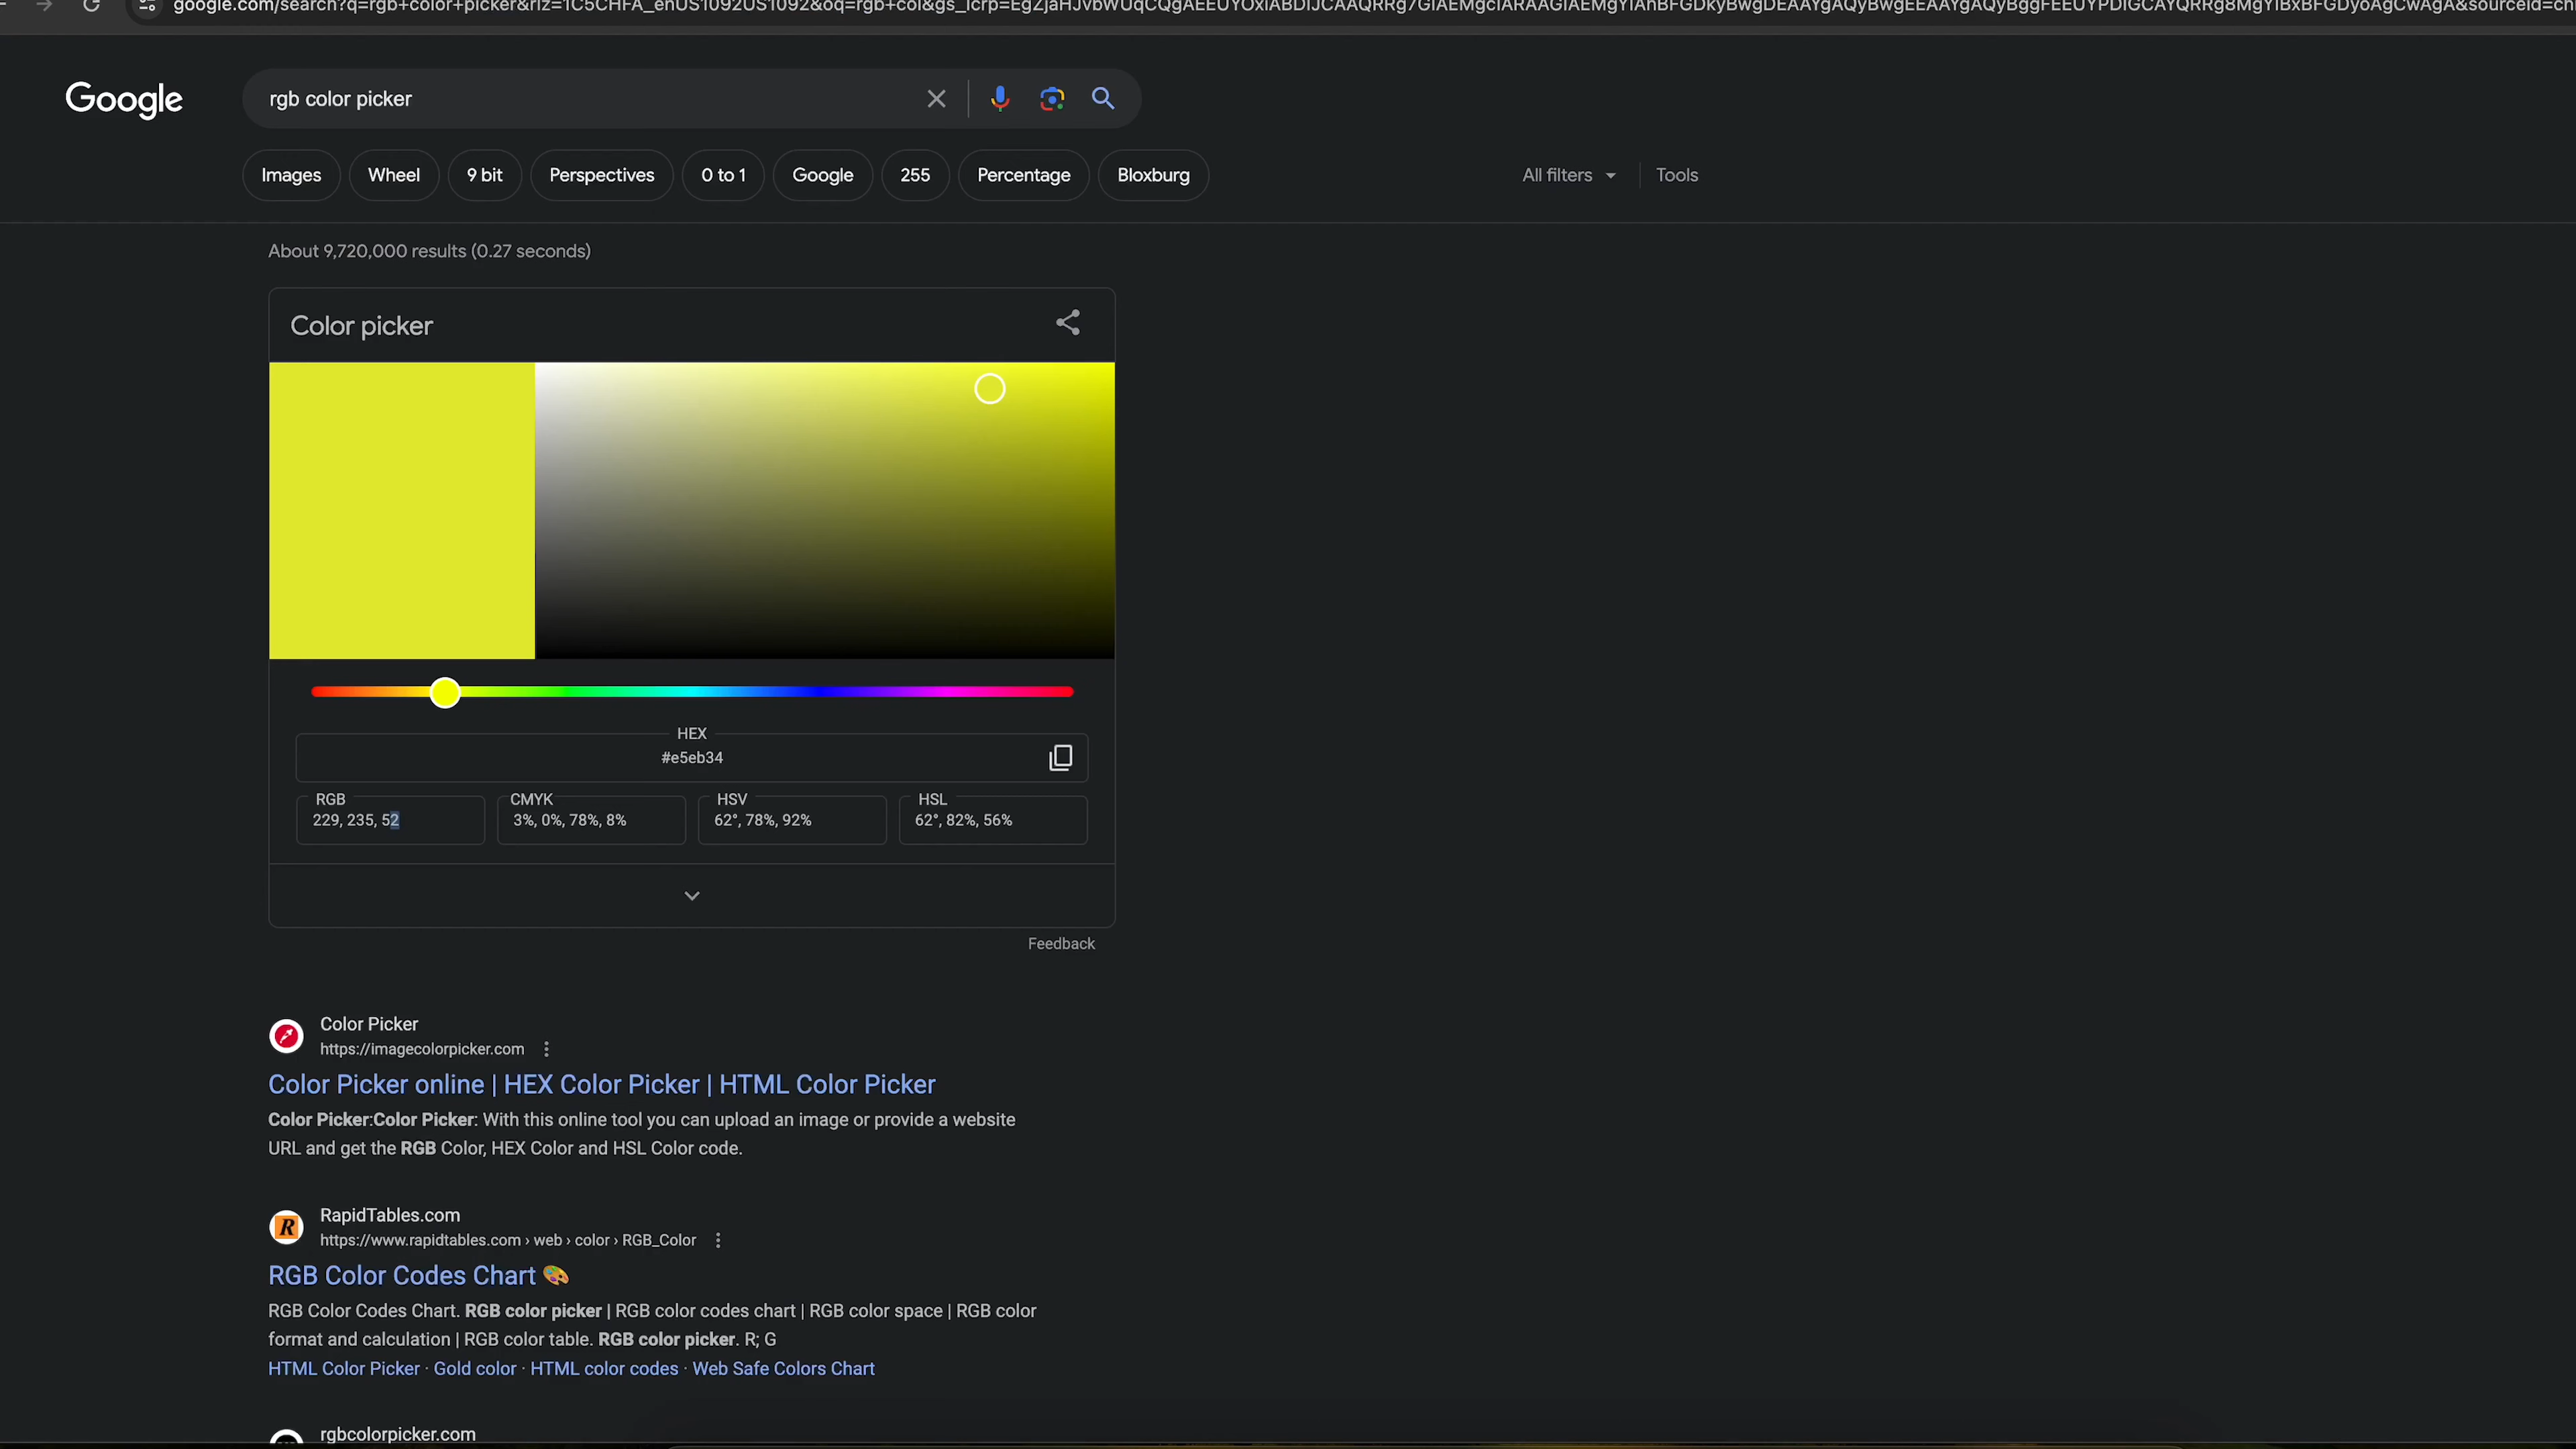 Google
rgb color picker
Images Wheel 9 bit Perspectives 0 to 1 Google 255 Percentage Bloxburg All filters Tools
About 9,720,000 results (0.27 seconds)
Color picker
HEX
#e5eb34
RGB
229, 235, 52
CMYK
3%, 0%, 78%, 8%
HSV
62°, 78%, 92%
HSL
62°, 82%, 56%
Feedback
Color Picker
https://imagecolorpicker.com
Color Picker online | HEX Color Picker | HTML Color Picker
Color Picker:Color Picker: With this online tool you can upload an image or provide a website
URL and get the RGB Color, HEX Color and HSL Color code.
RapidTables.com
https://www.rapidtables.com › web › color › RGB_Color
RGB Color Codes Chart 🎨
RGB Color Codes Chart. RGB color picker | RGB color codes chart | RGB color space | RGB color
format and calculation | RGB color table. RGB color picker. R; G
HTML Color Picker · Gold color · HTML color codes · Web Safe Colors Chart
rgbcolorpicker.com